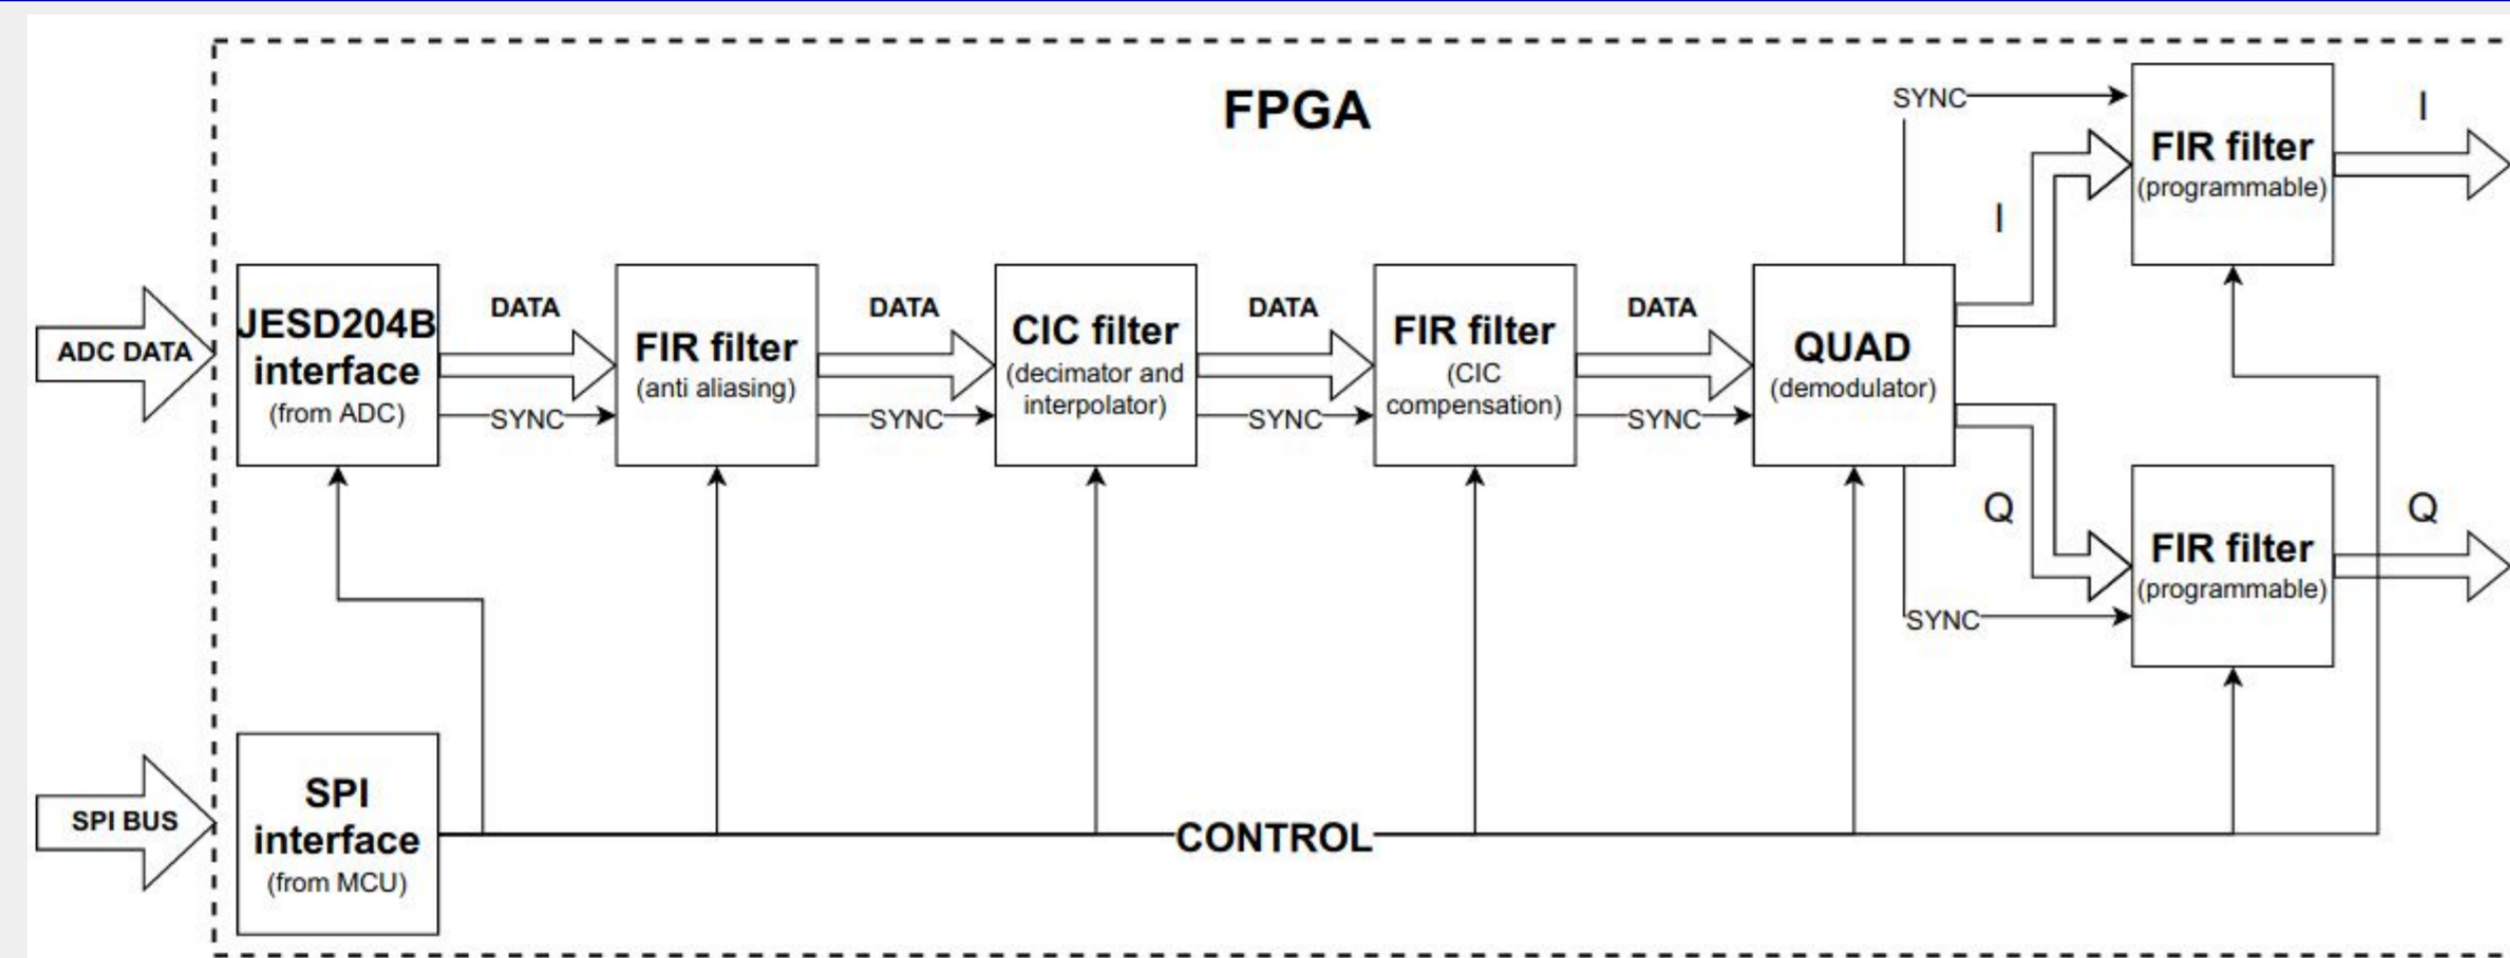 FPGA
SYNC
FIR filter
(programmable)
I
I
ADC DATA
JESD204B
interface
(from ADC)
DATA
SYNC
FIR filter
(anti aliasing)
DATA
SYNC
CIC filter
(decimator and
interpolator)
DATA
SYNC
FIR filter
(CIC
compensation)
DATA
SYNC
QUAD
(demodulator)
Q
SYNC
FIR filter
(programmable)
Q
SPI BUS
SPI
interface
(from MCU)
CONTROL